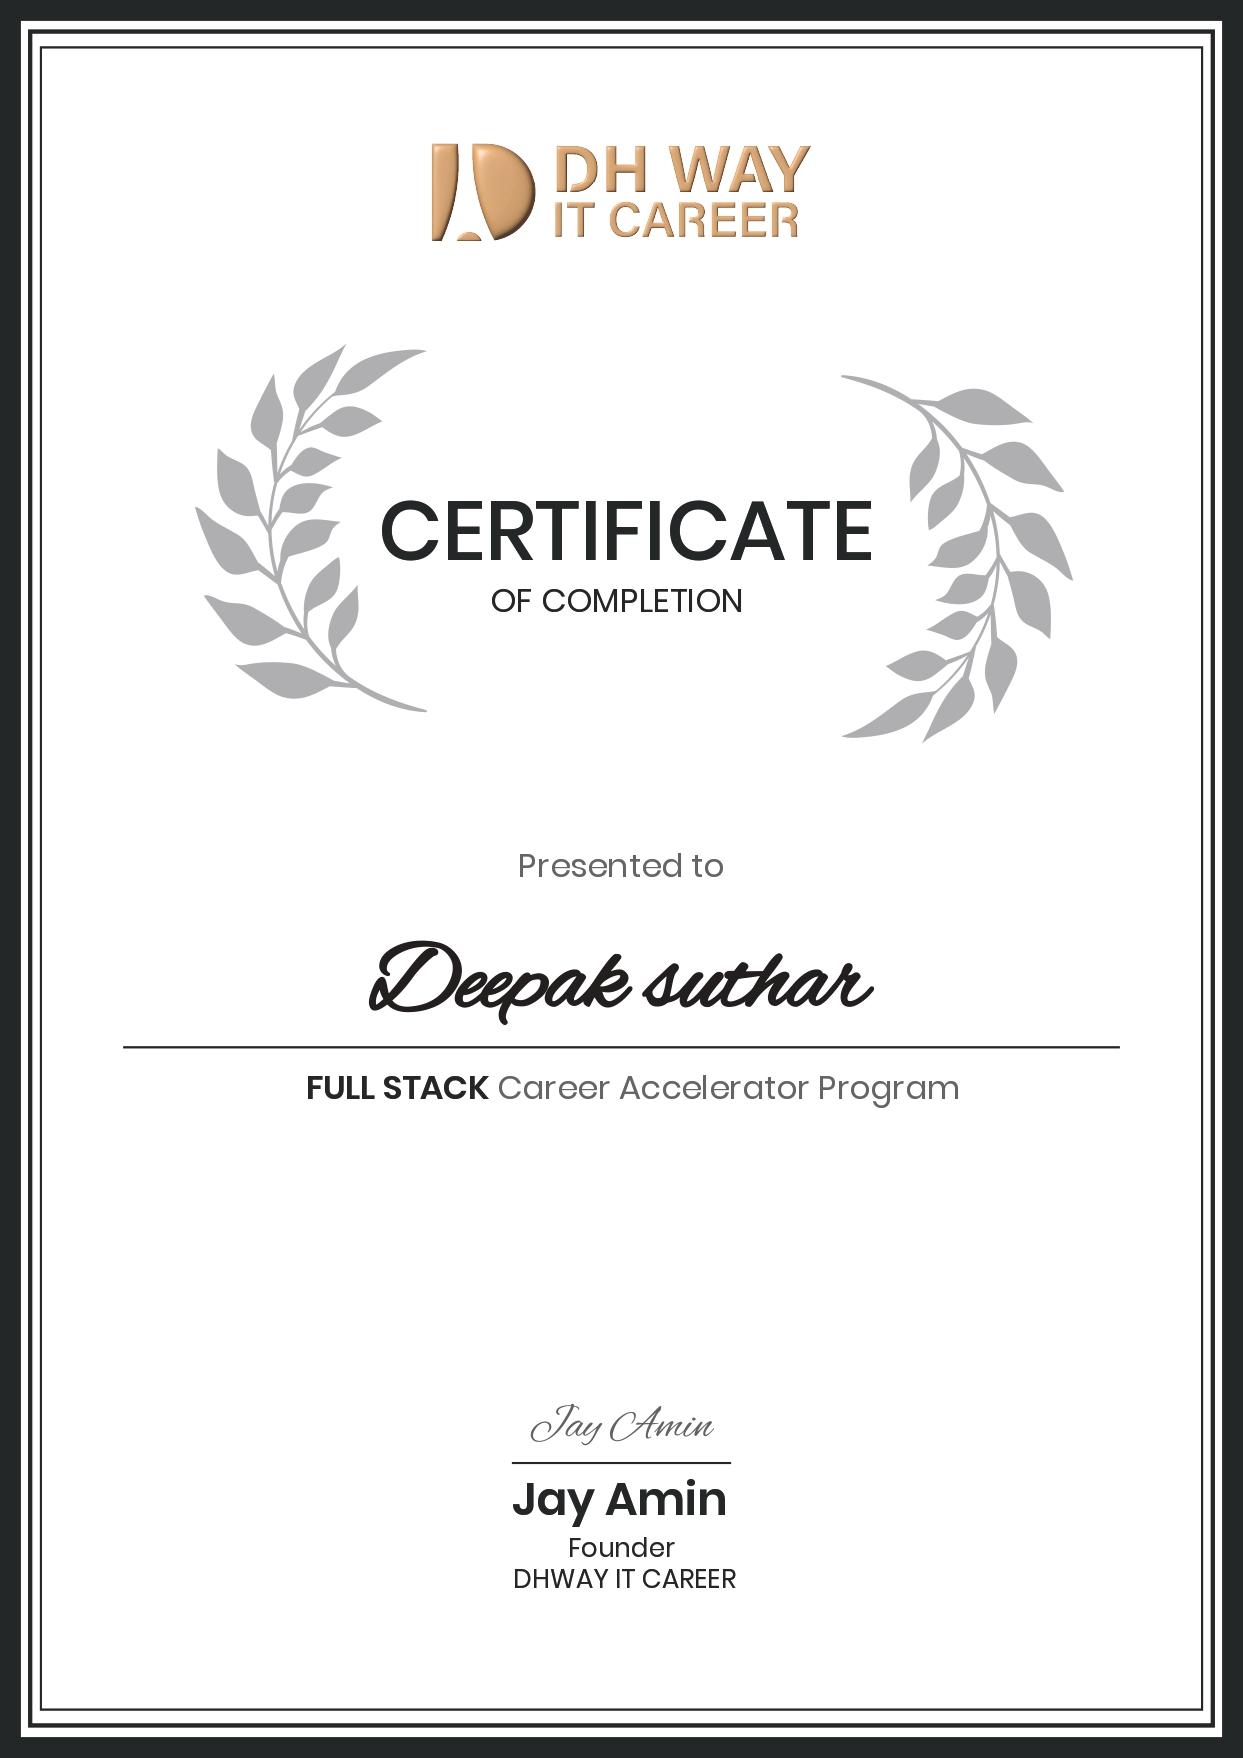 DH WAY
IT CAREER
CERTIFICATE
OF COMPLETION
Presented to
Deepak suthar
FULL STACK Career Accelerator Program
Jay Amin
Jay Amin
Founder
DHWAY IT CAREER